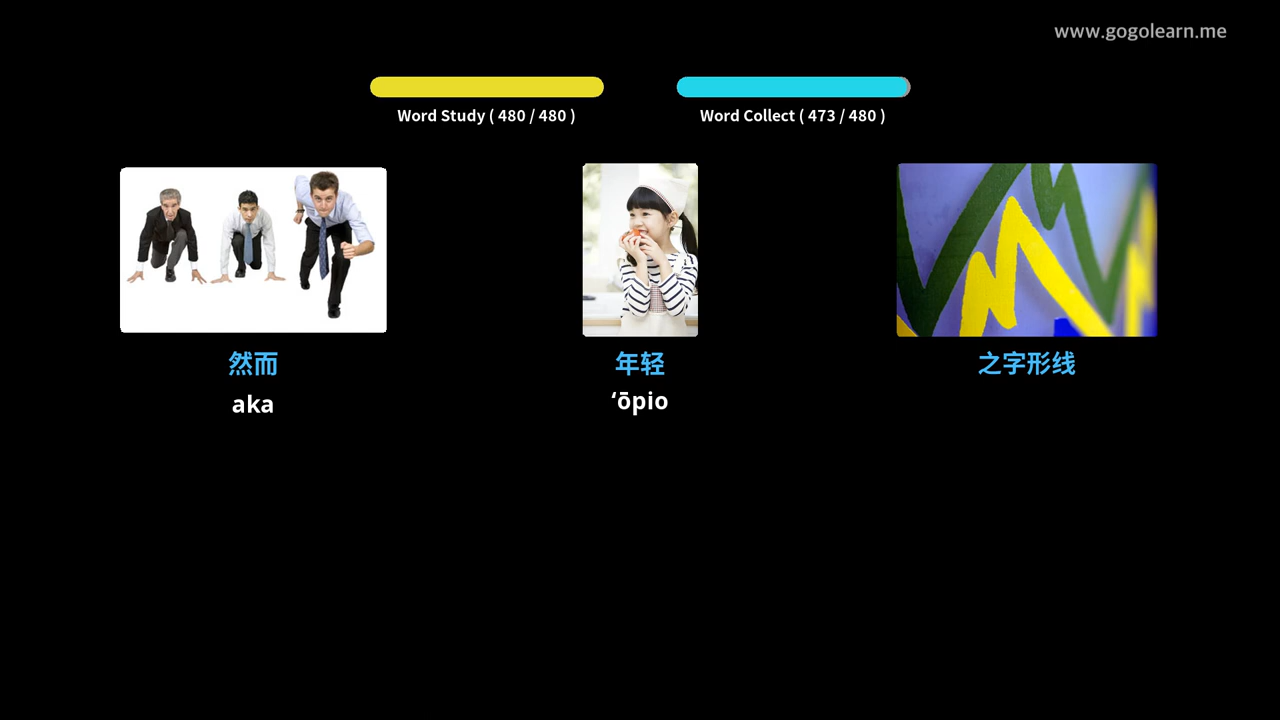 www.gogolearn.me
Word Study ( 480 / 480 )
Word Collect ( 473 / 480 )
然而
aka
年轻
ʻōpio
之字形线